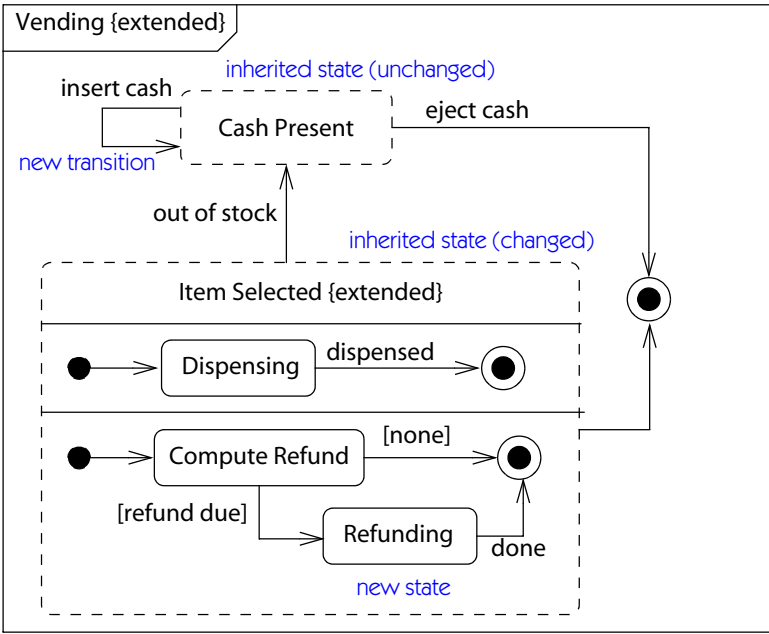 Vending {extended}
inherited state (unchanged)
insert cash
Cash Present
eject cash
new transition
out of stock
inherited state (changed)
Item Selected {extended}
Dispensing
dispensed
Compute Refund
[none]
[refund due]
Refunding
done
new state